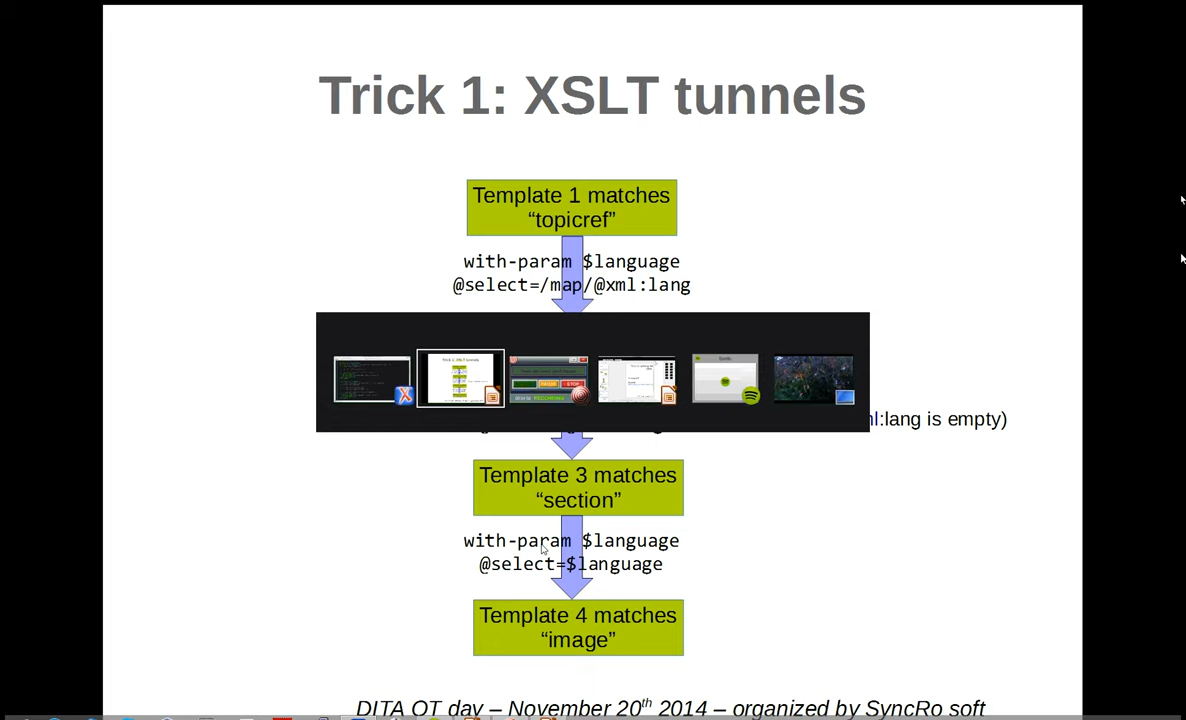 Trick 1: XSLT tunnels
Template 1 matches
“topicref”
with-param $language
@select=/map/@xml:lang
:lang is empty)
Template 3 matches
“section”
with-param $language
@select=$language
Template 4 matches
“image”
DITA OT day – November 20th 2014 – organized by SyncRo soft